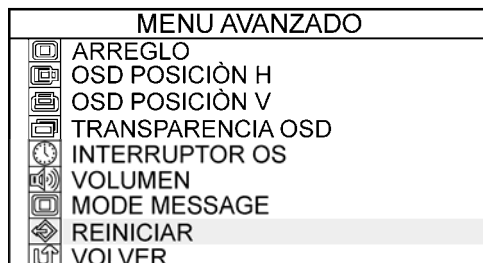 MENU AVANZADO
ARREGLO
OSD POSICIÒN H
OSD POSICIÒN V
TRANSPARENCIA OSD
INTERRUPTOR OS
VOLUMEN
MODE MESSAGE
REINICIAR
VOLVER